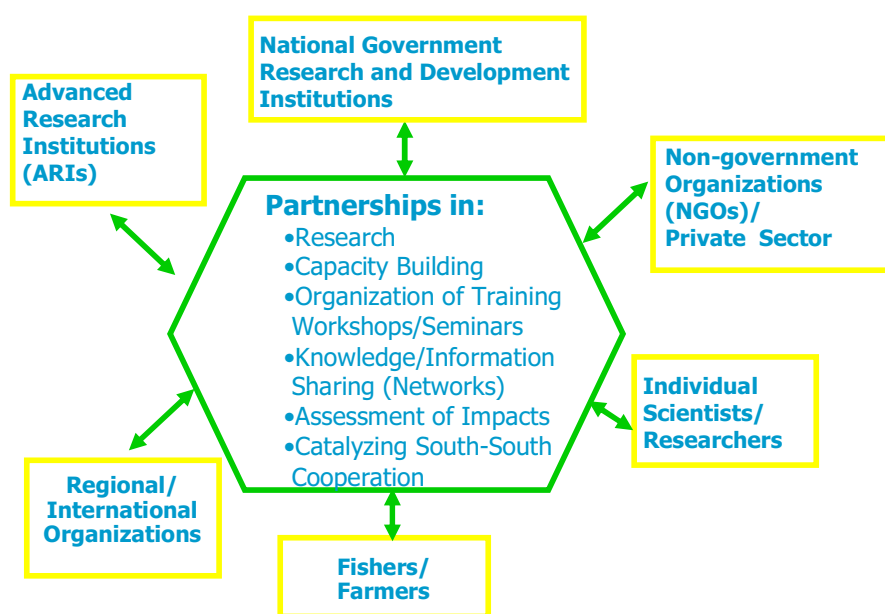 National Government
Research and Development
Institutions
Advanced
Research
Institutions
(ARIs)
Non-government
Organizations
(NGOs)/
Private Sector
Partnerships in:
•Research
•Capacity Building
•Organization of Training
Workshops/Seminars
•Knowledge/Information
Sharing (Networks)
•Assessment of Impacts
•Catalyzing South-South
Cooperation
Individual
Scientists/
Researchers
Regional/
International
Organizations
Fishers/
Farmers